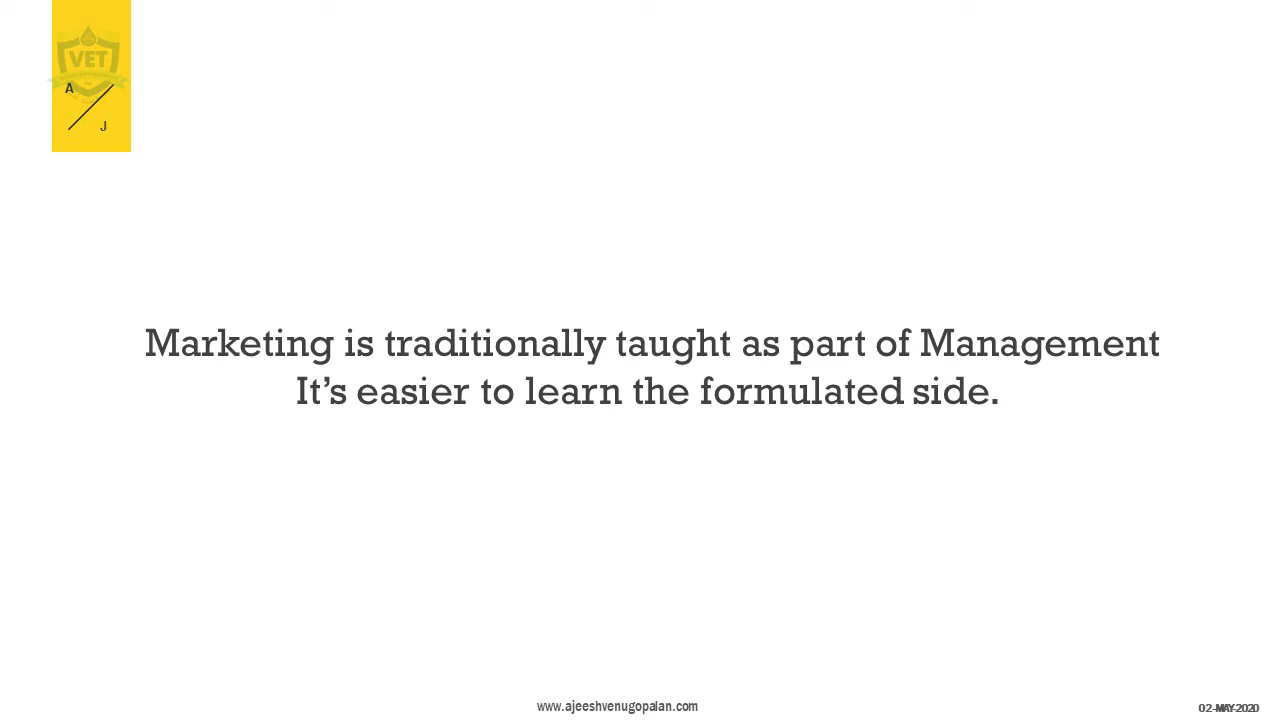 VET
A
J
Marketing is traditionally taught as part of Management
It’s easier to learn the formulated side.
www.ajeeshvenugopalan.com
02-MAY-2020